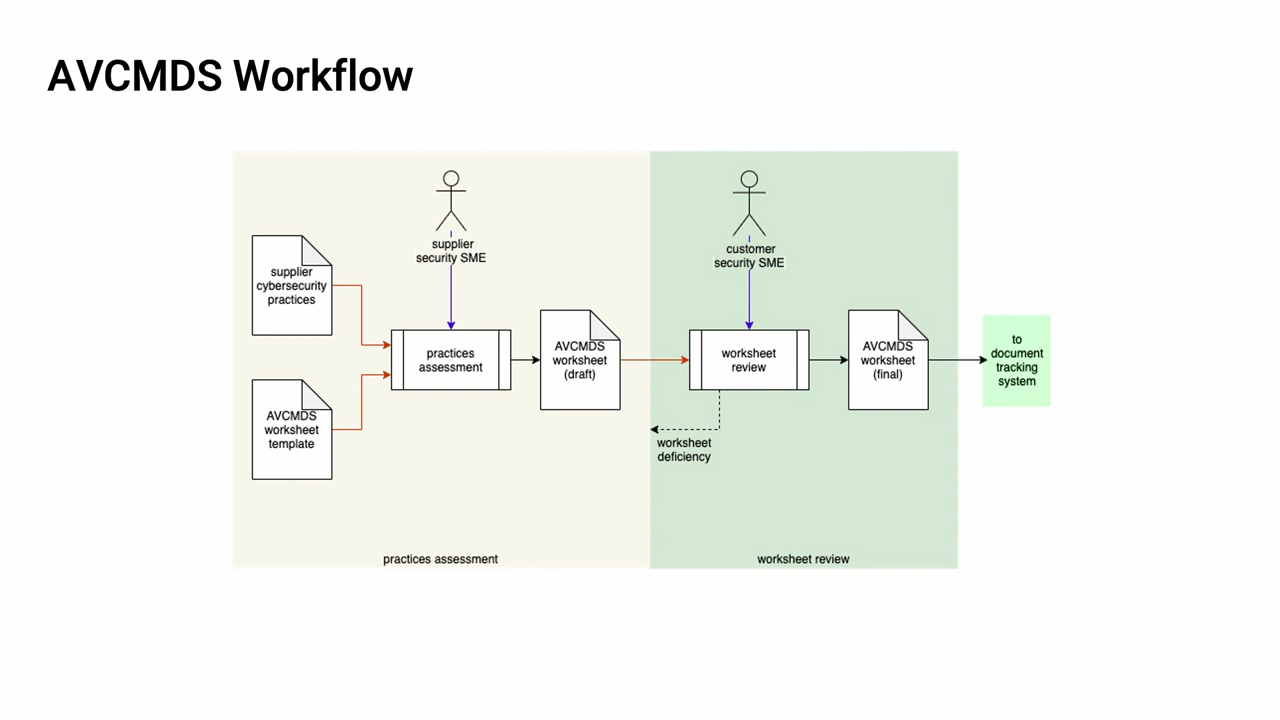 AVCMDS Workflow
supplier
security SME
customer
security SME
supplier
cybersecurity
practices
practices
assessment
AVCMDS
worksheet
(draft)
worksheet
review
AVCMDS
worksheet
(final)
to
document
tracking
system
AVCMDS
worksheet
template
worksheet
deficiency
practices assessment
worksheet review